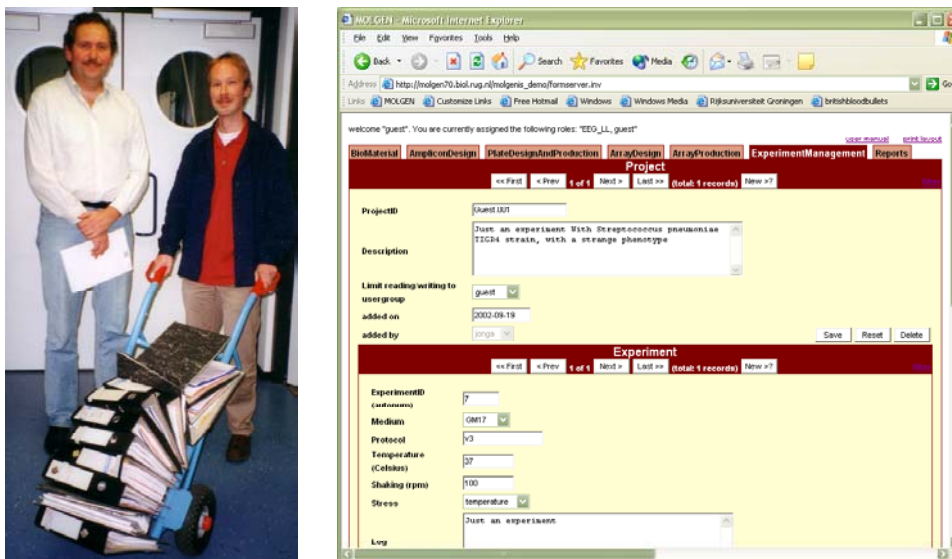 MOLGEN - Microsoft Internet Explorer
File Edit View Favorites Tools Help
Back Search Favorites Media
Address http://molgen70.biol.rug.nl/molgenis_demo/formserver.inv Go
Links MOLGEN Customize Links Free Hotmail Windows Windows Media Rijksuniversiteit Groningen britishbloodbullets
welcome "guest". You are currently assigned the following roles: "EEG_LL, guest"
user manual print layout
BioMaterial AmpliconDesign PlateDesignAndProduction ArrayDesign ArrayProduction ExperimentManagement Reports
Project
<< First < Prev 1 of 1 Next > Last >> (total: 1 records) New >?
ProjectID Guest.001
Description Just an experiment With Streptococcus pneumoniae
TIGR4 strain, with a strange phenotype
Limit reading/writing to
usergroup guest
added on 2002-09-19
added by jonga Save Reset Delete
Experiment
<< First < Prev 1 of 1 Next > Last >> (total: 1 records) New >?
ExperimentID
(autonum) 7
Medium GM17
Protocol v3
Temperature
(Celsius) 37
Shaking (rpm) 100
Stress temperature
Log Just an experiment